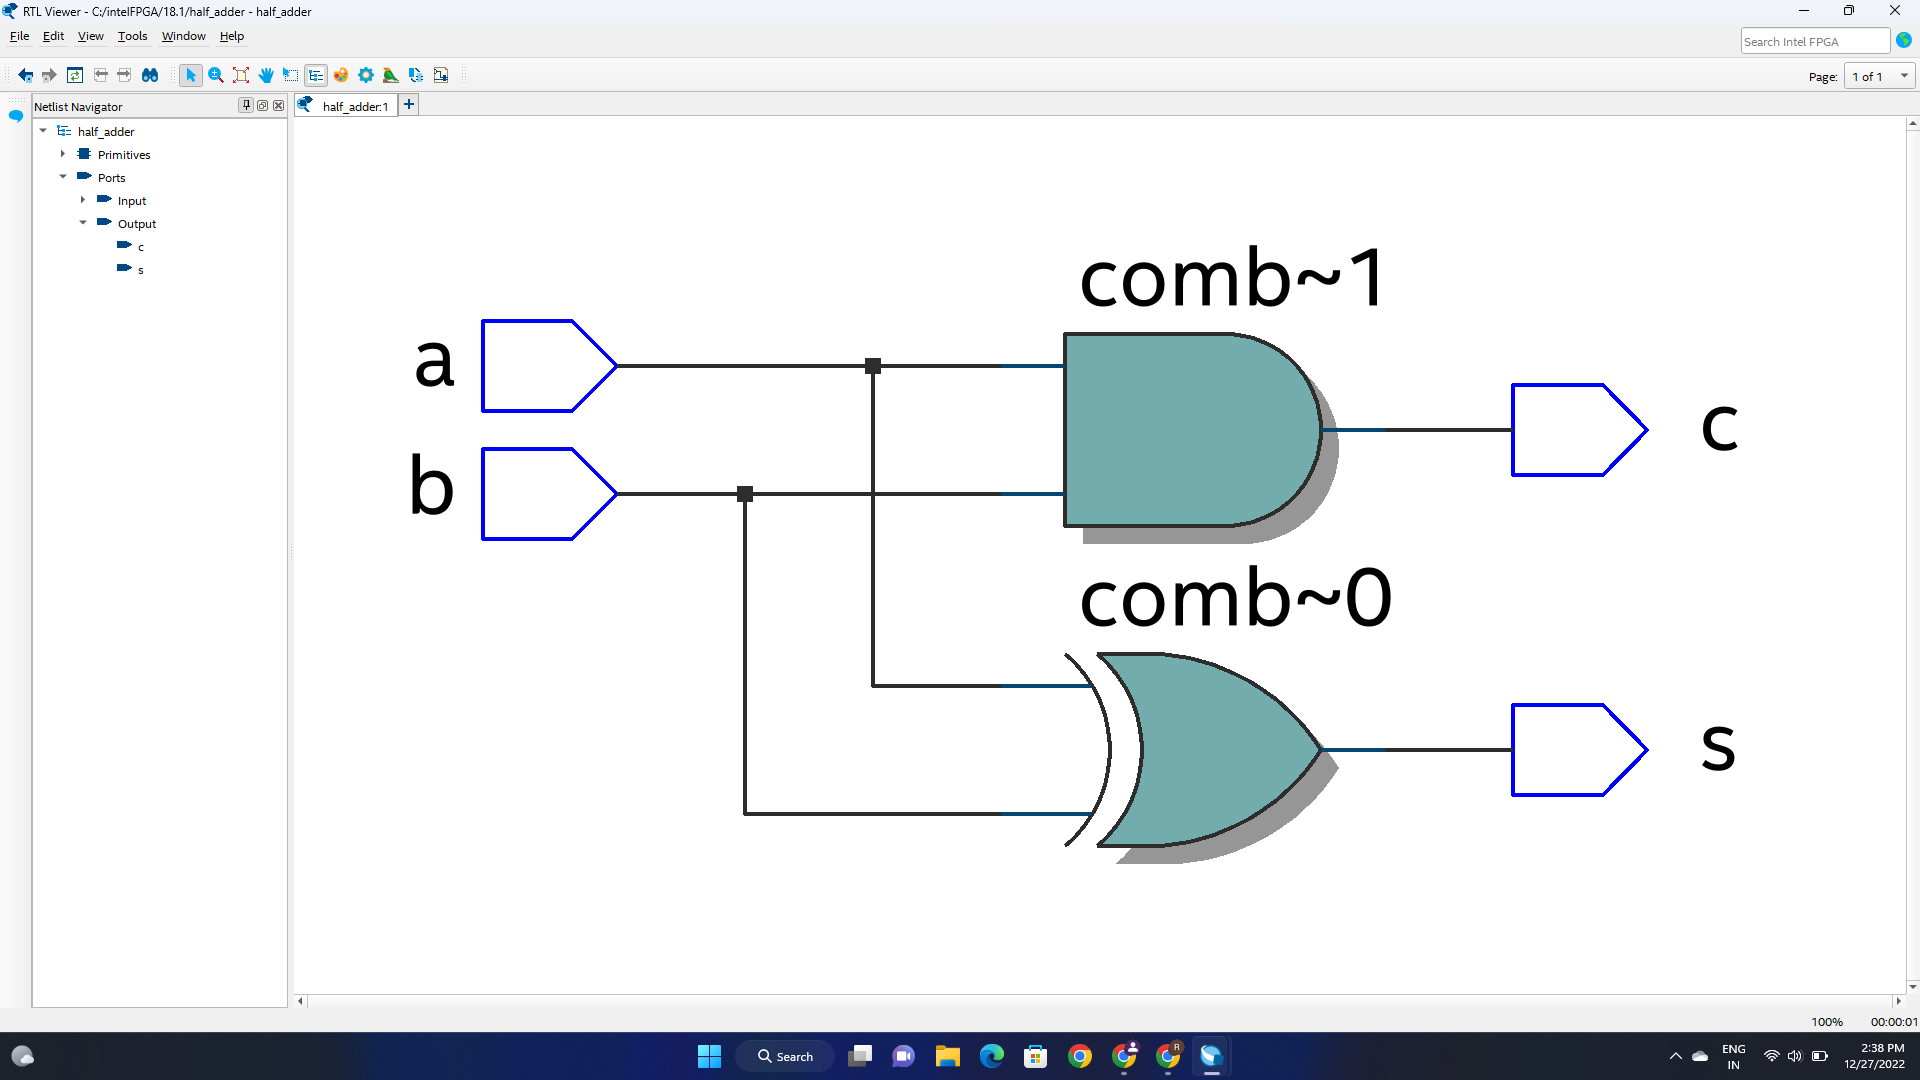 RTL Viewer - C:/intelFPGA/18.1/half_adder - half_adder
File Edit View Tools Window Help
Search Intel FPGA
Page: 1 of 1
Netlist Navigator
half_adder:1
half_adder
Primitives
Ports
Input
Output
c
s
comb~1
a
c
b
comb~0
s
100% 00:00:01
Search
R
ENG
IN
2:38 PM
12/27/2022